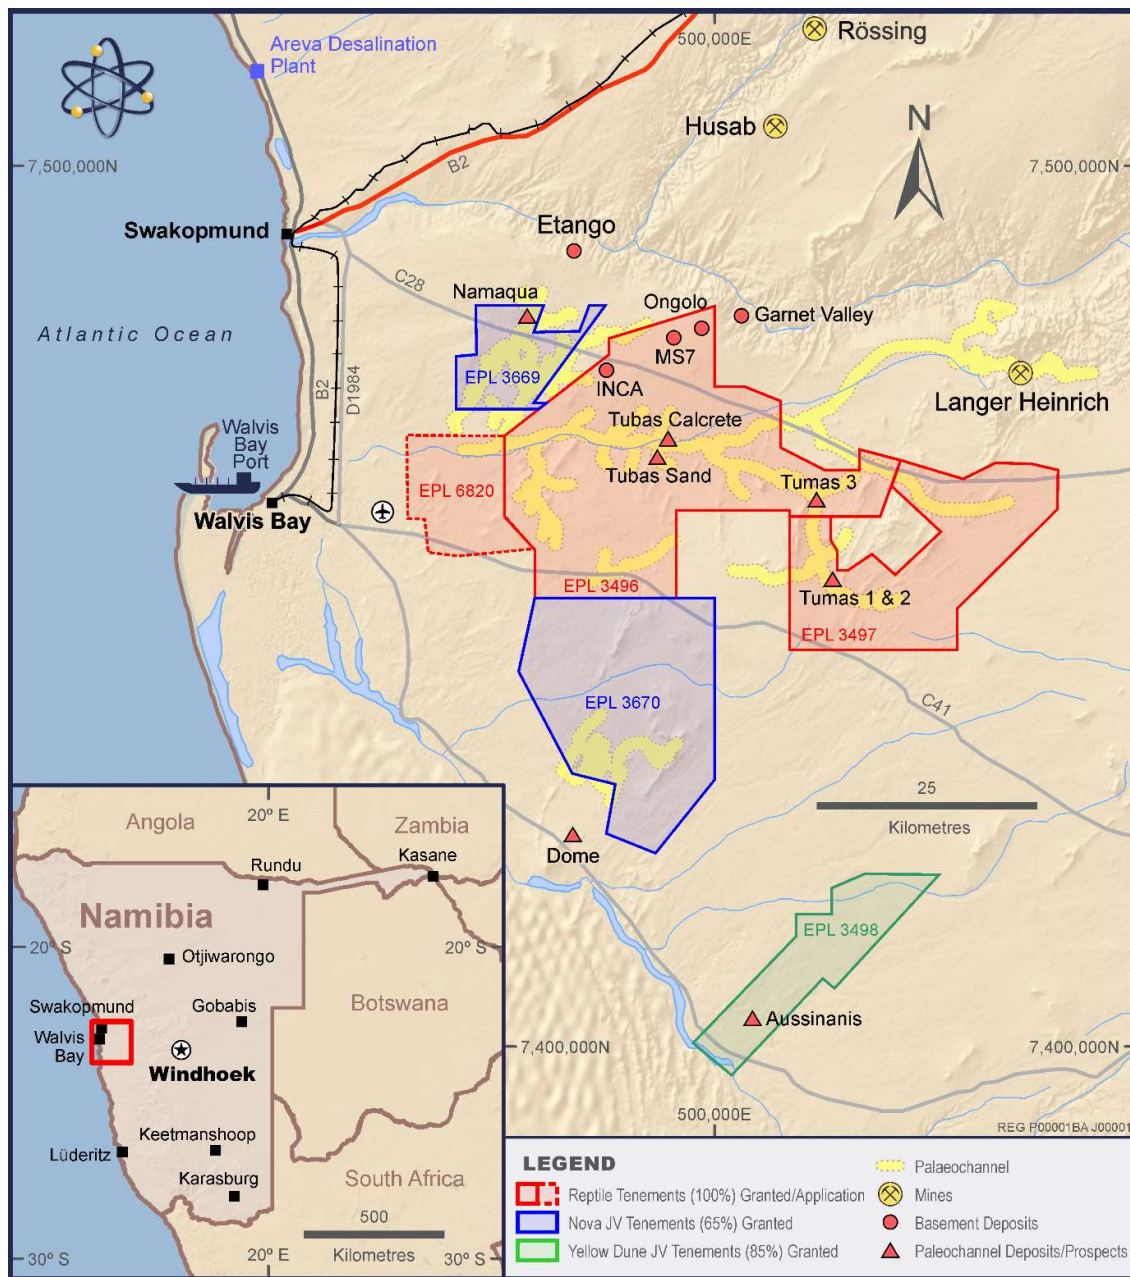 Areva Desalination
Plant
500,000E
Rössing
Husab
N
7,500,000N
7,500,000N
B2
Swakopmund
Etango
C28
Namaqua
Ongolo
Garnet Valley
Atlantic Ocean
MS7
B2
D1984
EPL 3669
INCA
Langer Heinrich
Tubas Calcrete
Walvis
Bay
Port
Tubas Sand
EPL 6820
Tumas 3
Walvis Bay
EPL 3496
Tumas 1 & 2
EPL 3497
EPL 3670
C41
25
Kilometres
Dome
EPL 3498
Aussinanis
7,400,000N
7,400,000N
500,000E
REG P00001BA J00001
20º E
Angola
Zambia
Rundu
Kasane
Namibia
20º S
20º S
Otjiwarongo
Botswana
Swakopmund
Gobabis
Walvis
Bay
Windhoek
Keetmanshoop
Lüderitz
Karasburg
South Africa
500
Kilometres
30º S
20º E
30º S
LEGEND
Reptile Tenements (100%) Granted/Application
Nova JV Tenements (65%) Granted
Yellow Dune JV Tenements (85%) Granted
Palaeochannel
Mines
Basement Deposits
Paleochannel Deposits/Prospects